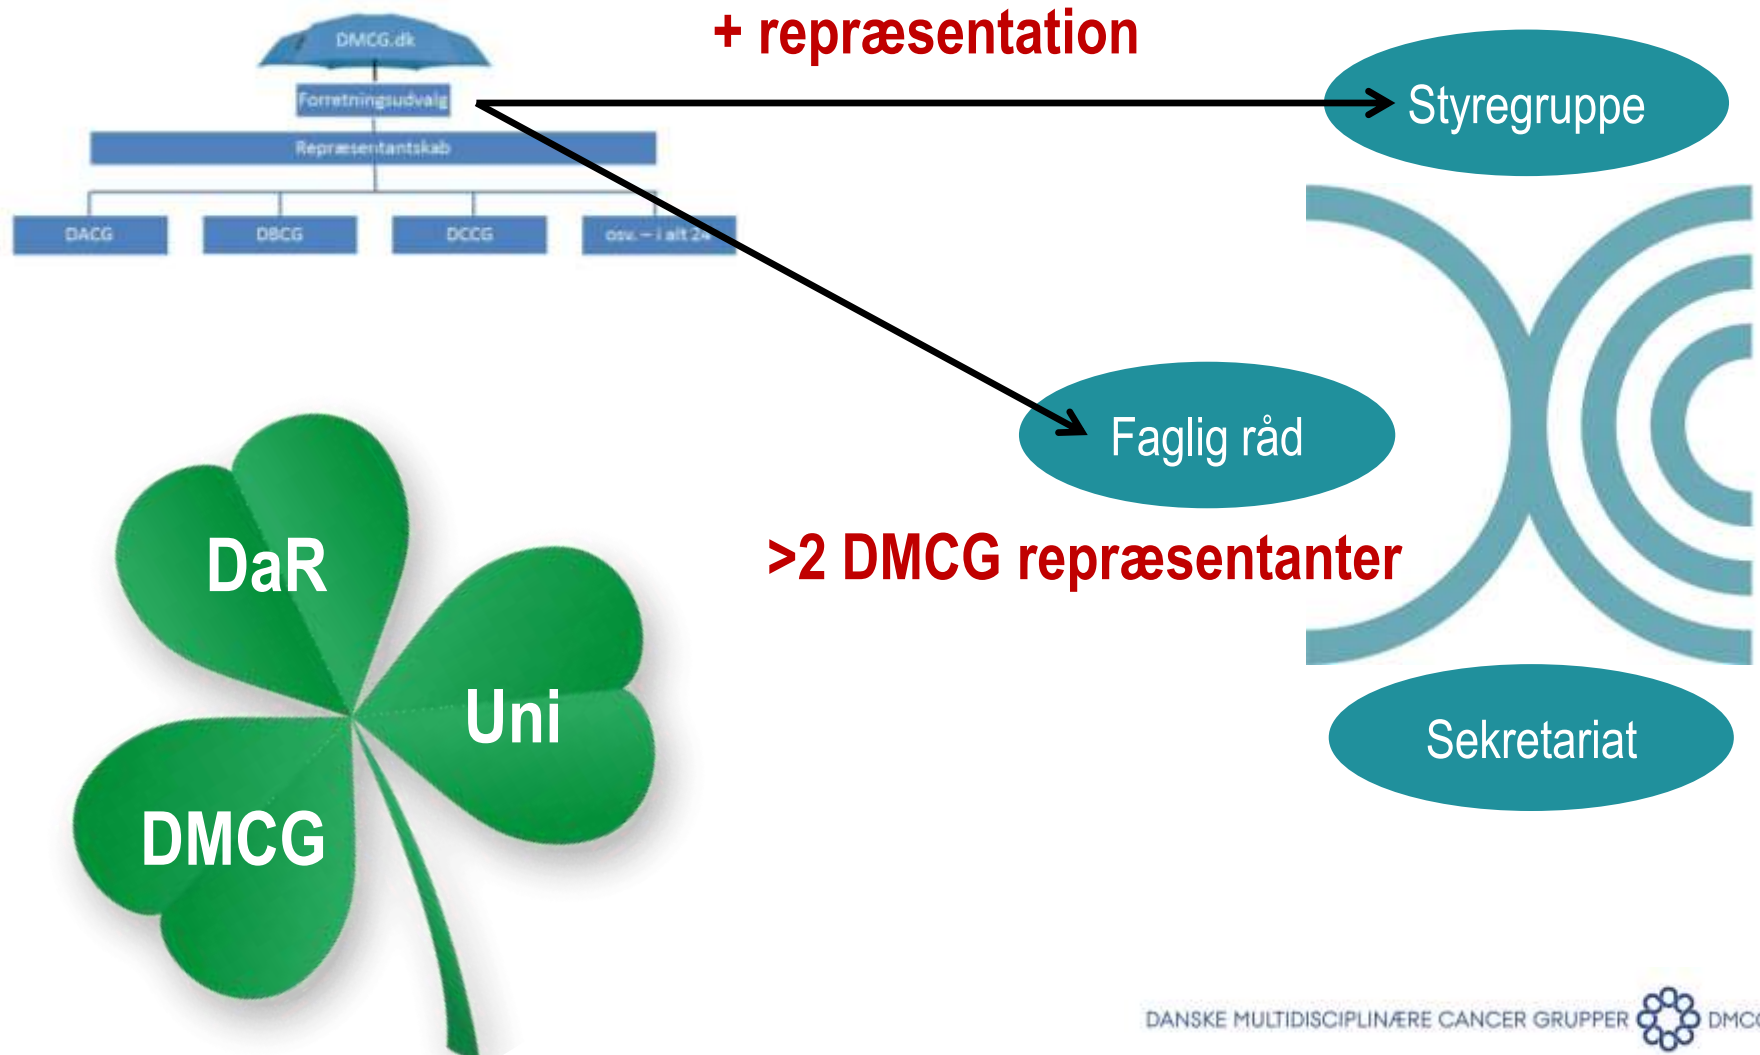 + repræsentation
DMCG.dk
Forretningsudvalg
Repræsentantskab
DACG
DBCG
DCCG
osv. – i alt 24
Styregruppe
Faglig råd
>2 DMCG repræsentanter
DaR
Uni
DMCG
Sekretariat
DANSKE MULTIDISCIPLINÆRE CANCER GRUPPER DMCG